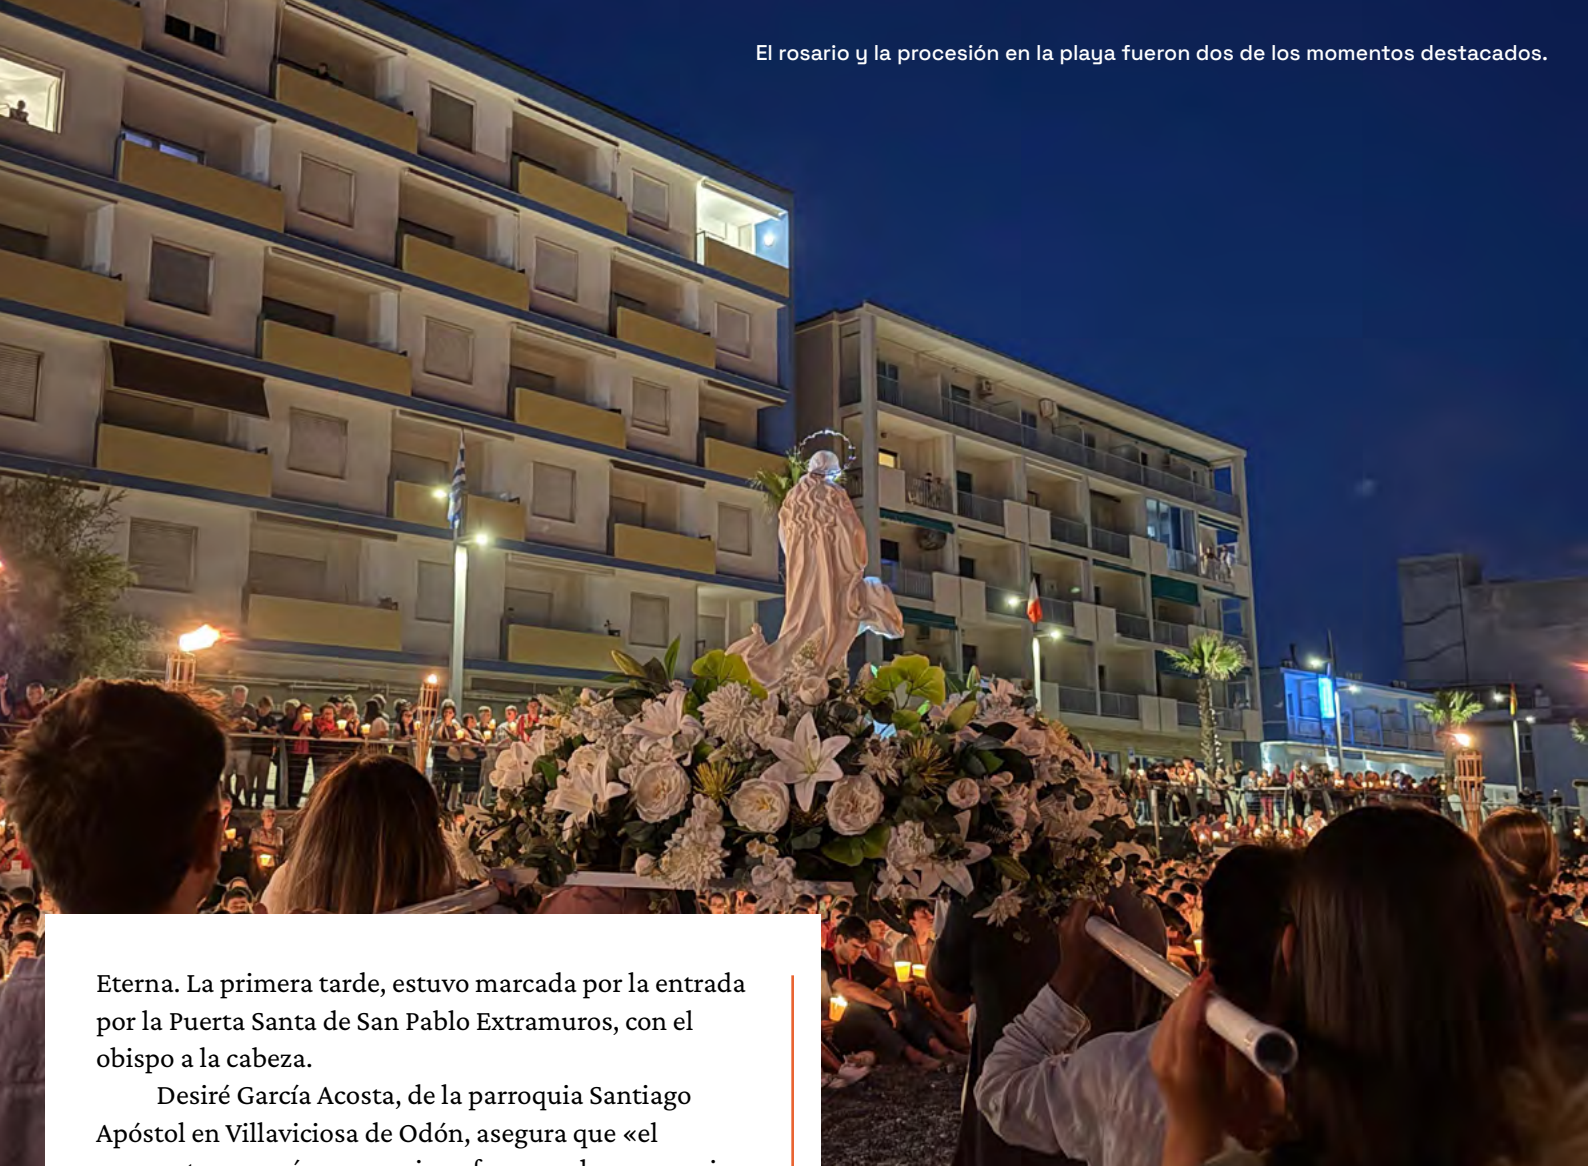 El rosario y la procesión en la playa fueron dos de los momentos destacados.
Eterna. La primera tarde, estuvo marcada por la entrada
por la Puerta Santa de San Pablo Extramuros, con el
obispo a la cabeza.
Desiré García Acosta, de la parroquia Santiago
Apóstol en Villaviciosa de Odón, asegura que «el